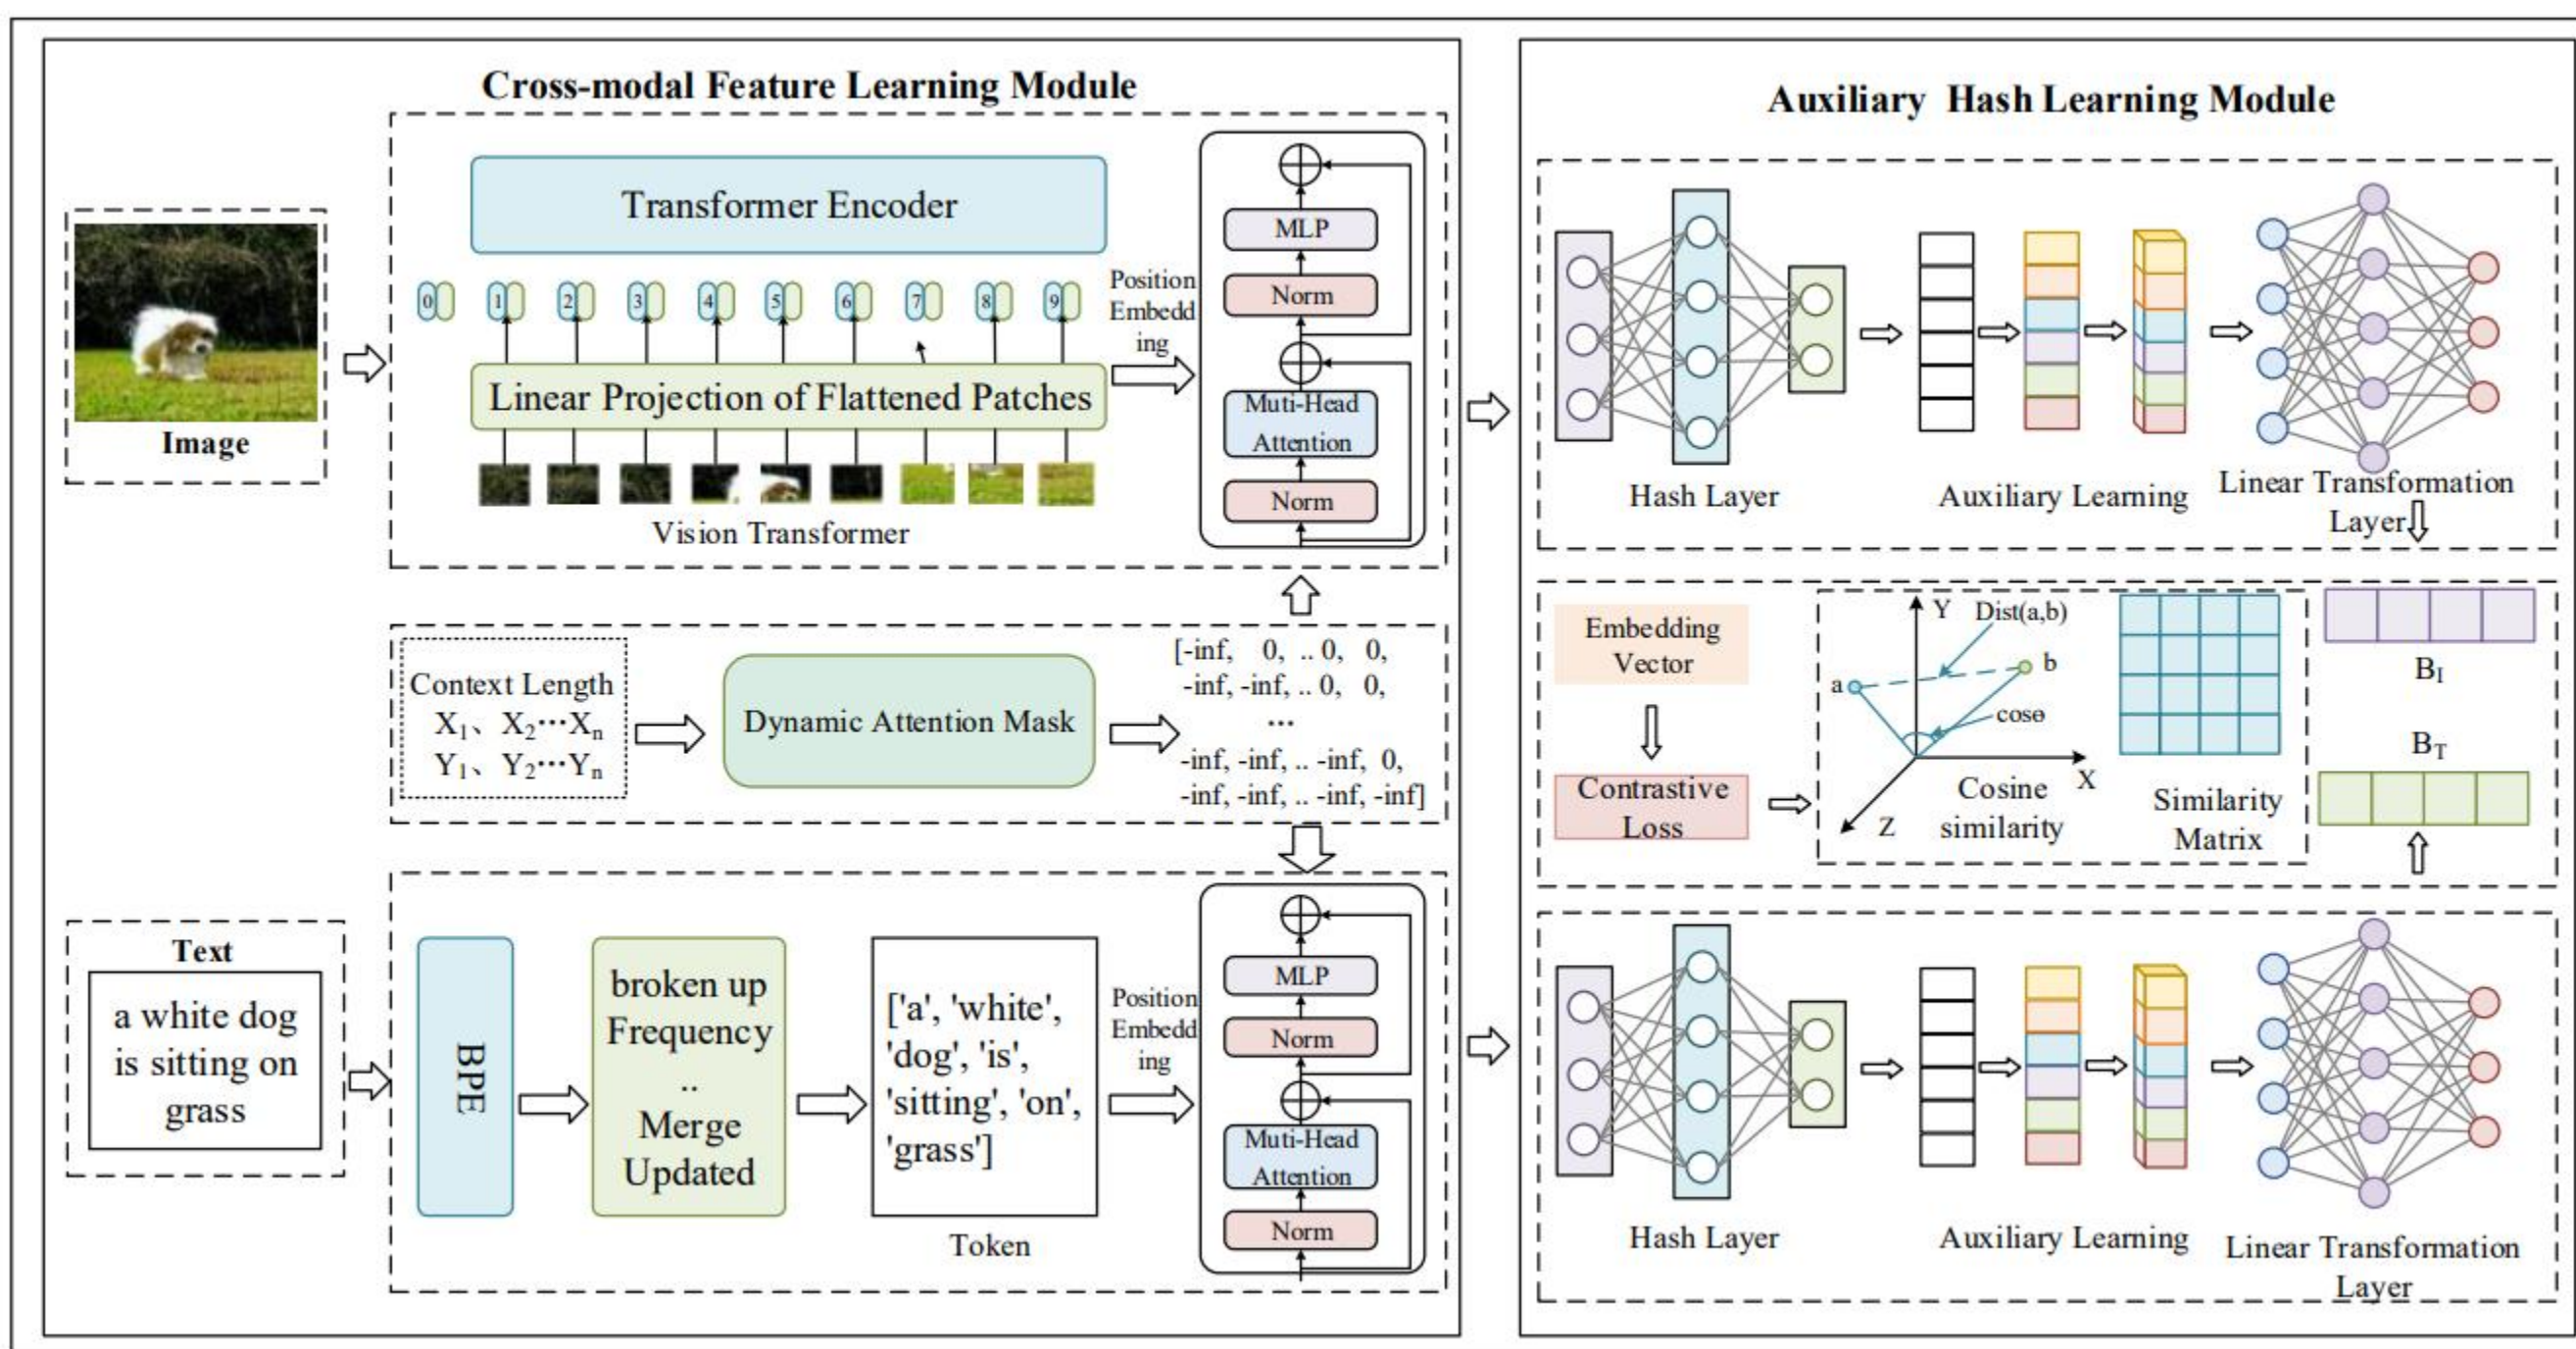 Cross-modal Feature Learning Module
Image
Transformer Encoder
0 1 2 3 4 5 6 7 8 9
Linear Projection of Flattened Patches
Vision Transformer
Position
Embedd
ing
MLP
Norm
Muti-Head
Attention
Norm
Context Length
X1、X2···Xn
Y1、Y2···Yn
Dynamic Attention Mask
[-inf, 0, .. 0, 0,
-inf, -inf, .. 0, 0,
...
-inf, -inf, .. -inf, 0,
-inf, -inf, .. -inf, -inf]
Text
a white dog
is sitting on
grass
BPE
broken up
Frequency
..
Merge
Updated
['a', 'white',
'dog', 'is',
'sitting', 'on',
'grass']
Token
Position
Embedd
ing
MLP
Norm
Muti-Head
Attention
Norm
Auxiliary Hash Learning Module
Hash Layer
Auxiliary Learning
Linear Transformation
Layer
Embedding
Vector
Contrastive
Loss
Y
Dist(a,b)
a
b
cosɵ
X
Z
Cosine
similarity
Similarity
Matrix
BI
BT
Hash Layer
Auxiliary Learning
Linear Transformation
Layer